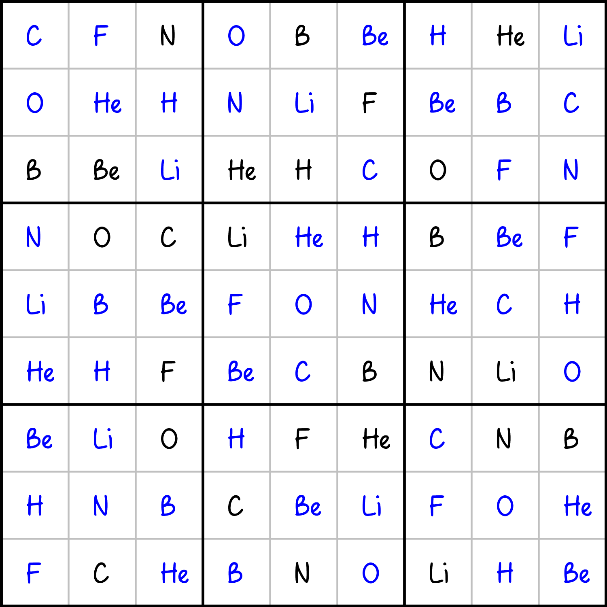 C F N O B Be H He Li
O He H N Li F Be B C
B Be Li He H C O F N
N O C Li He H B Be F
Li B Be F O N He C H
He H F Be C B N Li O
Be Li O H F He C N B
H N B C Be Li F O He
F C He B N O Li H Be